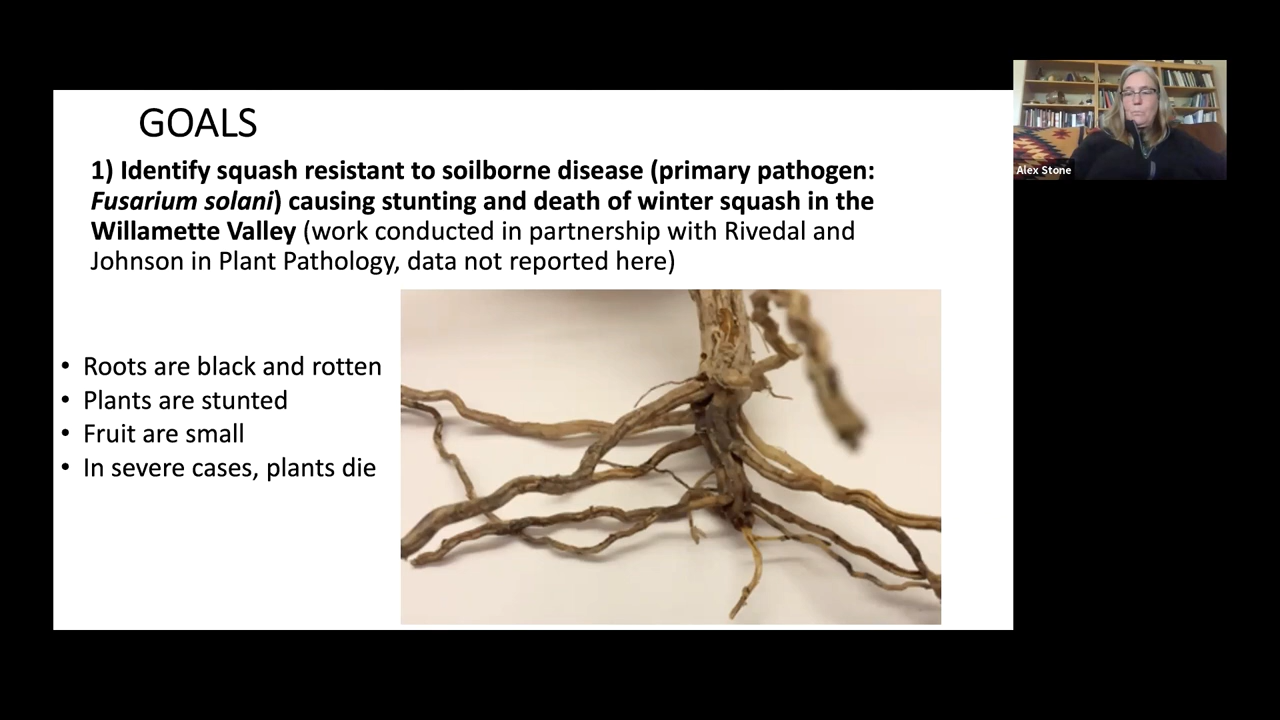 GOALS
1) Identify squash resistant to soilborne disease (primary pathogen:
Fusarium solani) causing stunting and death of winter squash in the
Willamette Valley (work conducted in partnership with Rivedal and
Johnson in Plant Pathology, data not reported here)
• Roots are black and rotten
• Plants are stunted
• Fruit are small
• In severe cases, plants die
Alex Stone